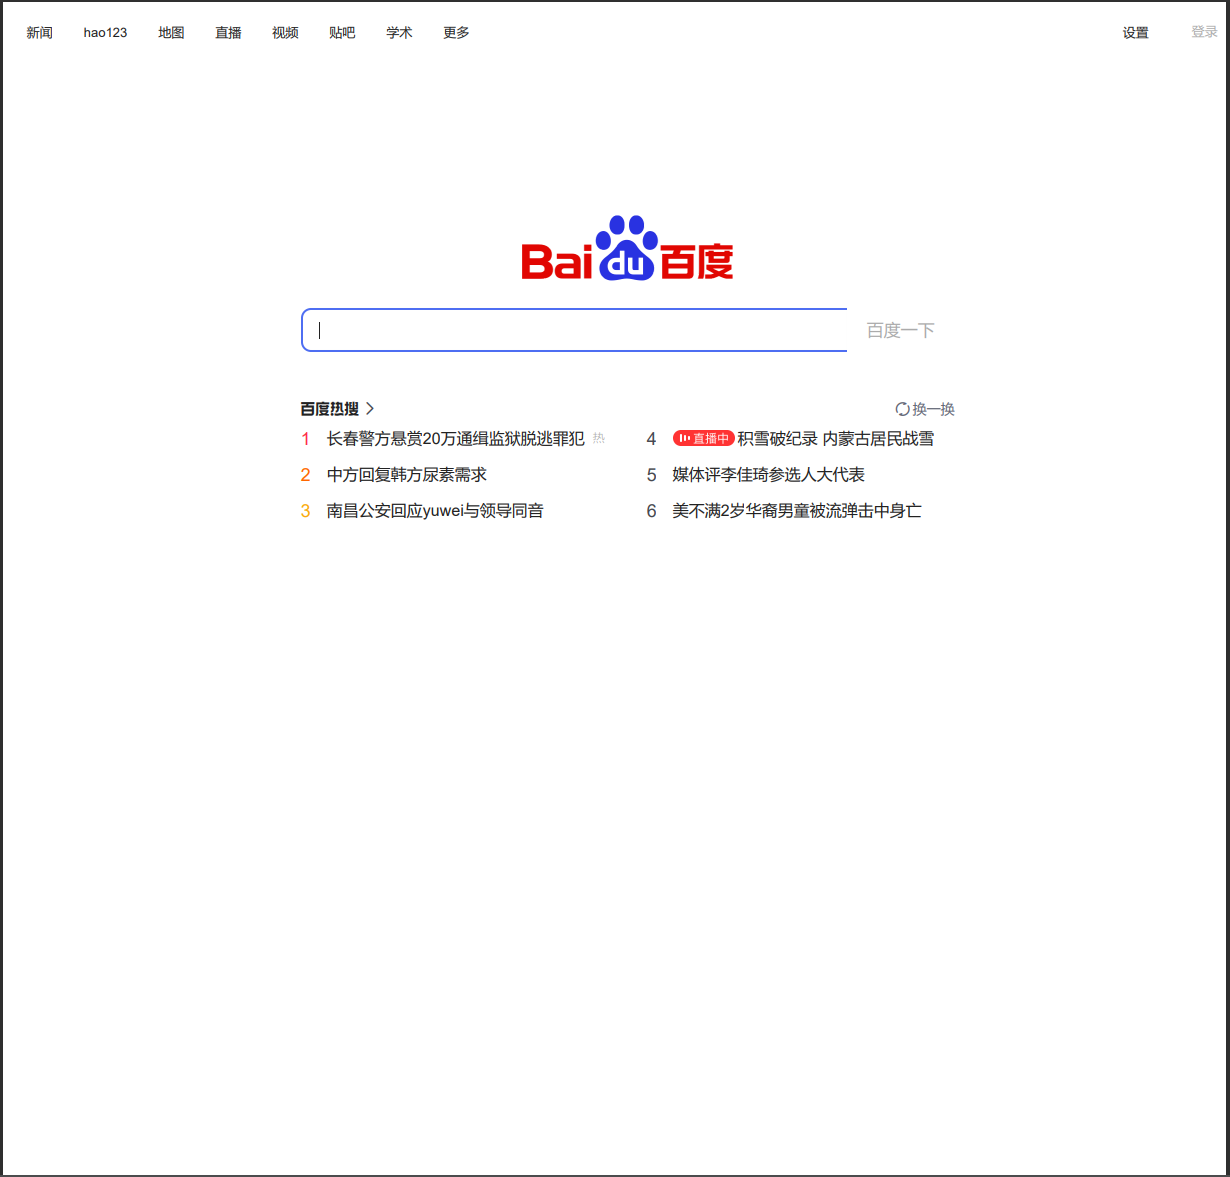 新闻 hao123 地图 直播 视频 贴吧 学术 更多 设置 登录
Bai du 百度
百度一下
百度热搜 换一换
1 长春警方悬赏20万通缉监狱脱逃罪犯 热
4 直播中 积雪破纪录 内蒙古居民战雪
2 中方回复韩方尿素需求
5 媒体评李佳琦参选人大代表
3 南昌公安回应yuwei与领导同音
6 美不满2岁华裔男童被流弹击中身亡